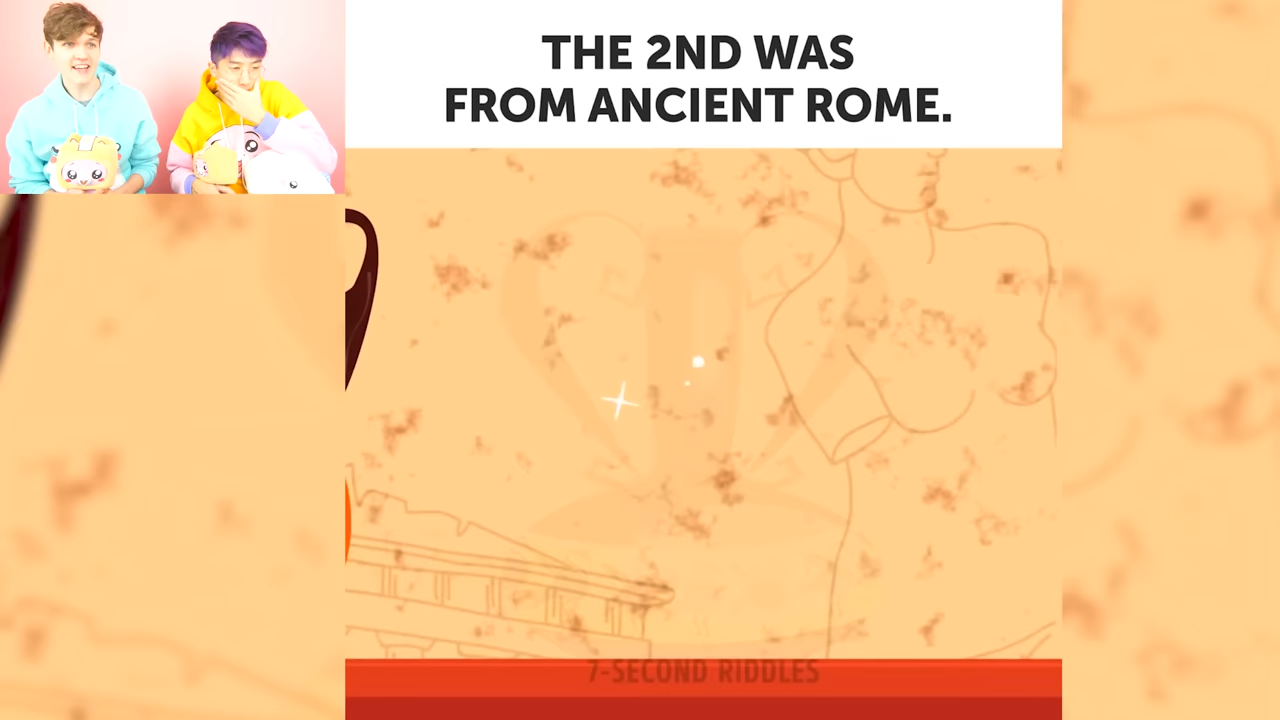 THE 2ND WAS
FROM ANCIENT ROME.
7-SECOND RIDDLES